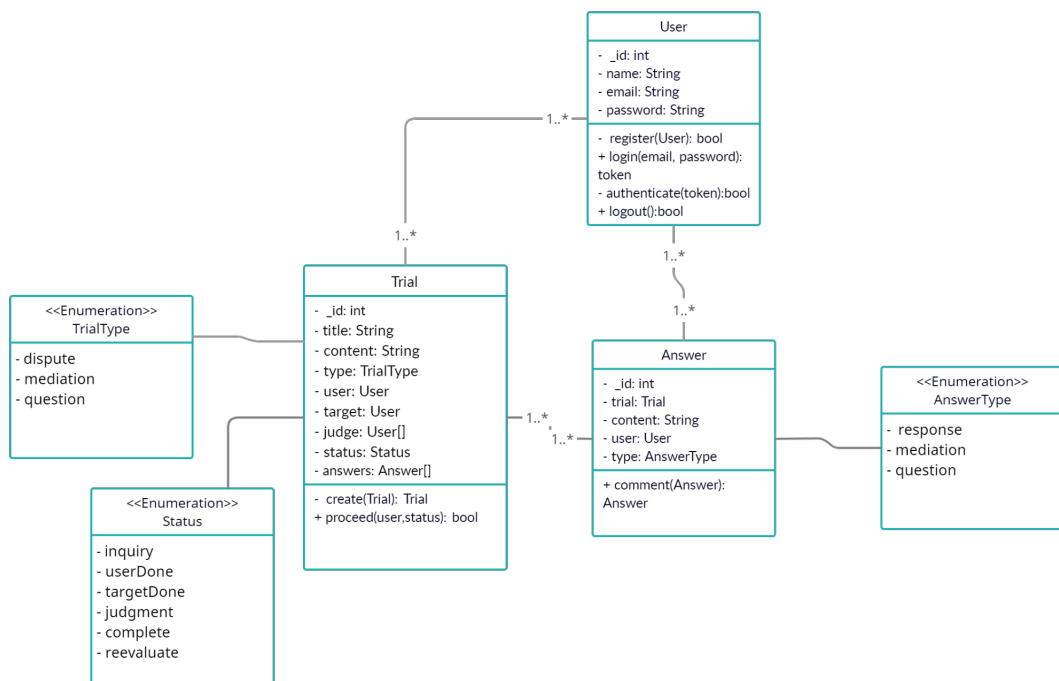 User
- _id: int
- name: String
- email: String
- password: String
- register(User): bool
+ login(email, password):
token
- authenticate(token):bool
+ logout():bool
1..*
1..*
1..*
1..*
Trial
- _id: int
- title: String
- content: String
- type: TrialType
- user: User
- target: User
- judge: User[]
- status: Status
- answers: Answer[]
- create(Trial): Trial
+ proceed(user,status): bool
<<Enumeration>>
TrialType
- dispute
- mediation
- question
<<Enumeration>>
Status
- inquiry
- userDone
- targetDone
- judgment
- complete
- reevaluate
1..*
1..*
Answer
- _id: int
- trial: Trial
- content: String
- user: User
- type: AnswerType
+ comment(Answer):
Answer
<<Enumeration>>
AnswerType
- response
- mediation
- question